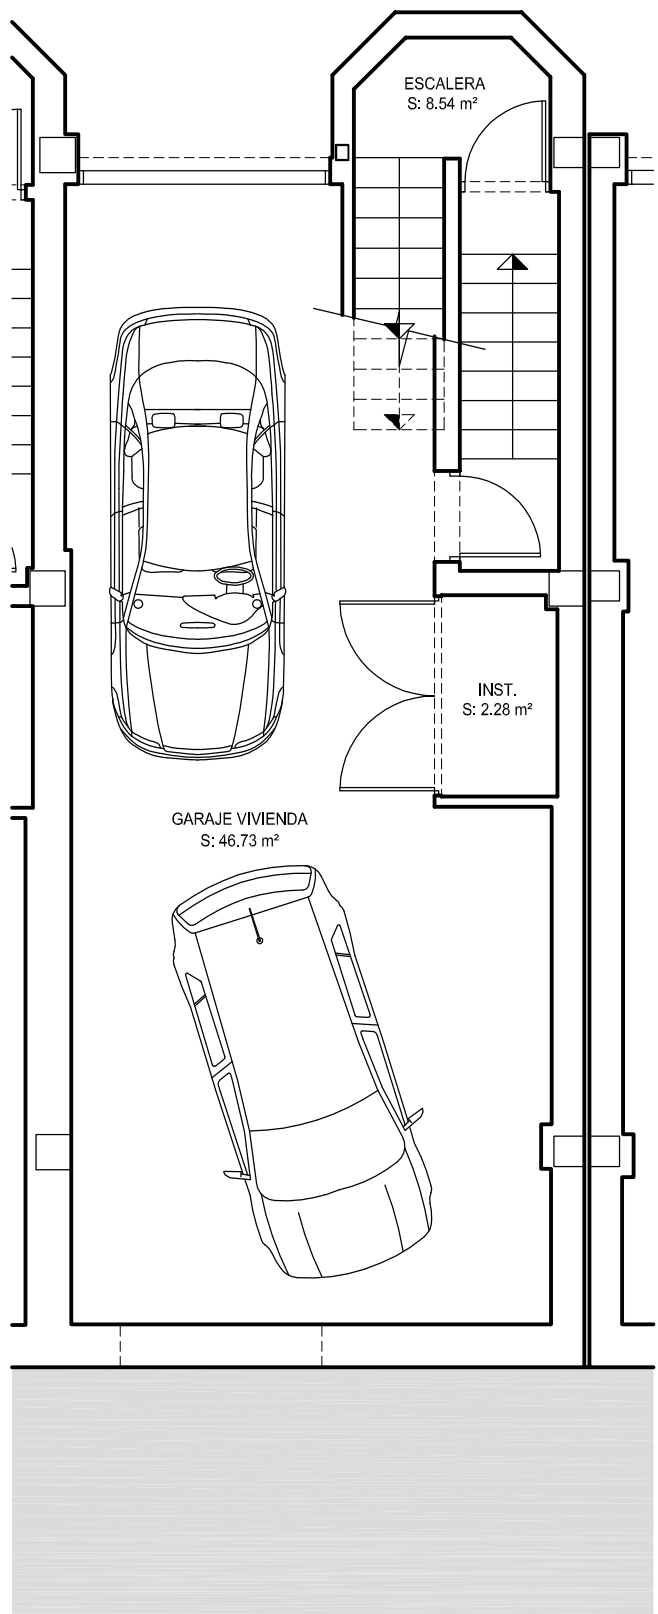 ESCALERA
S: 8.54 m²
INST.
S: 2.28 m²
GARAJE VIVIENDA
S: 46.73 m²